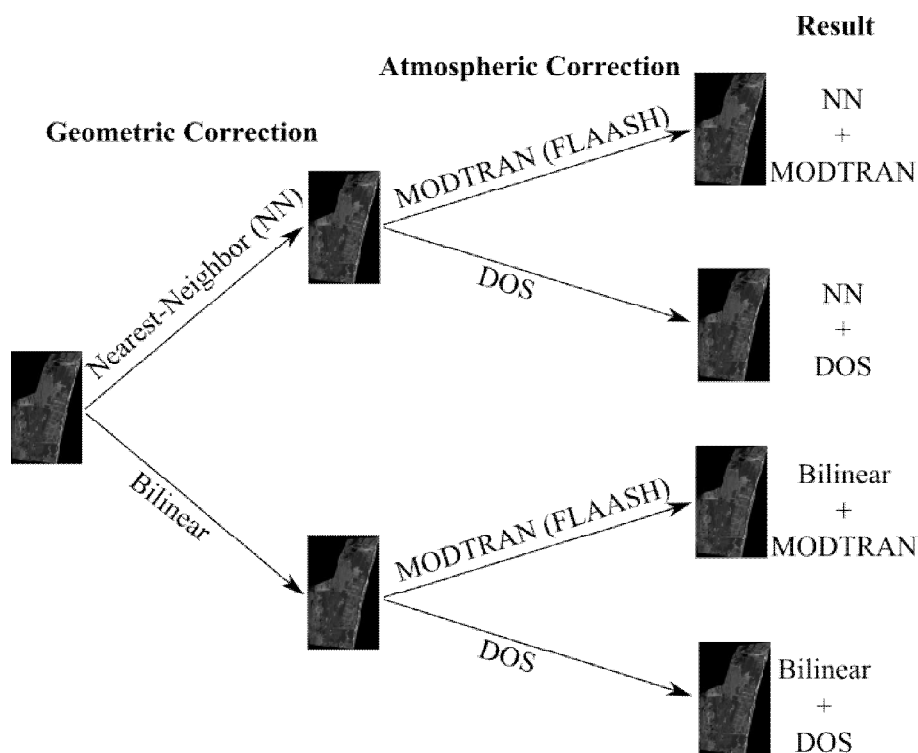 Result
Atmospheric Correction
Geometric Correction
Nearest-Neighbor (NN)
MODTRAN (FLAASH)
NN
+
MODTRAN
DOS
NN
+
DOS
Bilinear
MODTRAN (FLAASH)
Bilinear
+
MODTRAN
DOS
Bilinear
+
DOS